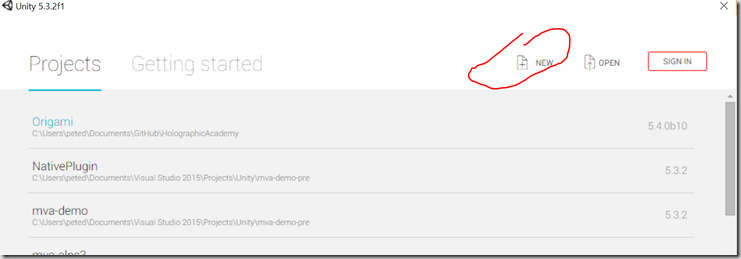 Unity 5.3.2f1
Projects
Getting started
NEW
OPEN
SIGN IN
Origami
C:\Users\peted\Documents\GitHub\HolographicAcademy
5.4.0b10
NativePlugin
C:\Users\peted\Documents\Visual Studio 2015\Projects\Unity\mva-demo-pre
5.3.2
mva-demo
C:\Users\peted\Documents\Visual Studio 2015\Projects\Unity\mva-demo-pre
5.3.2